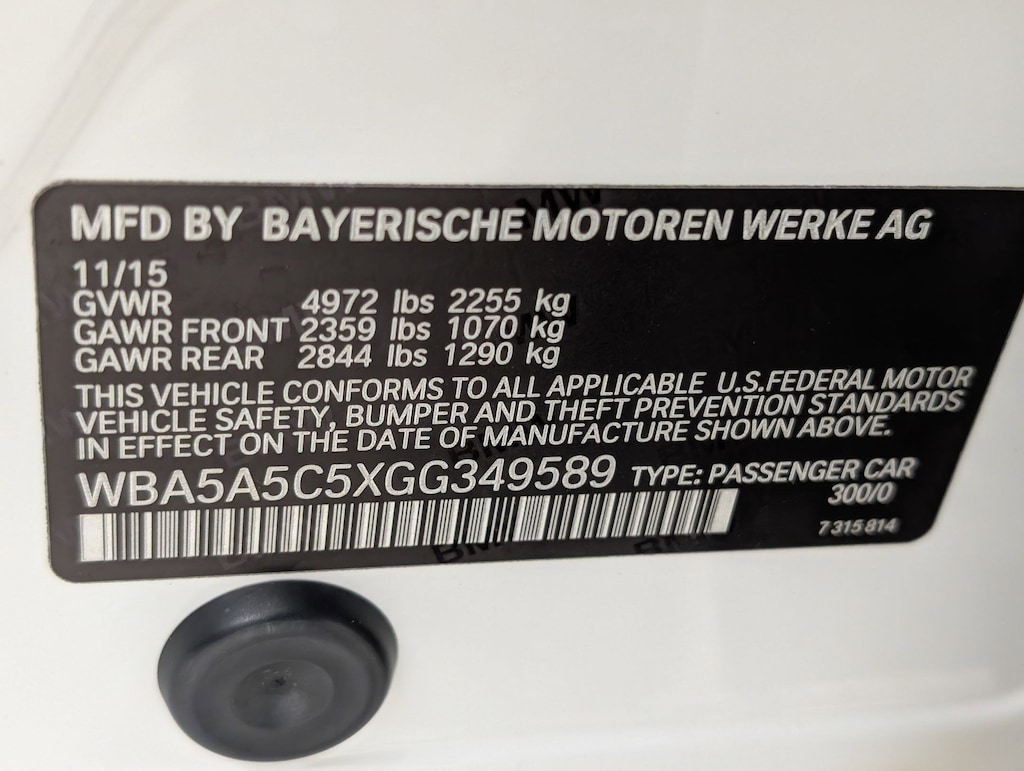 MFD BY BAYERISCHE MOTOREN WERKE AG
11/15
GVWR 4972 lbs 2255 kg
GAWR FRONT 2359 lbs 1070 kg
GAWR REAR 2844 lbs 1290 kg
THIS VEHICLE CONFORMS TO ALL APPLICABLE U.S.FEDERAL MOTOR
VEHICLE SAFETY, BUMPER AND THEFT PREVENTION STANDARDS
IN EFFECT ON THE DATE OF MANUFACTURE SHOWN ABOVE.
WBA5A5C5XGG349589 TYPE: PASSENGER CAR
300/0
7 315 814